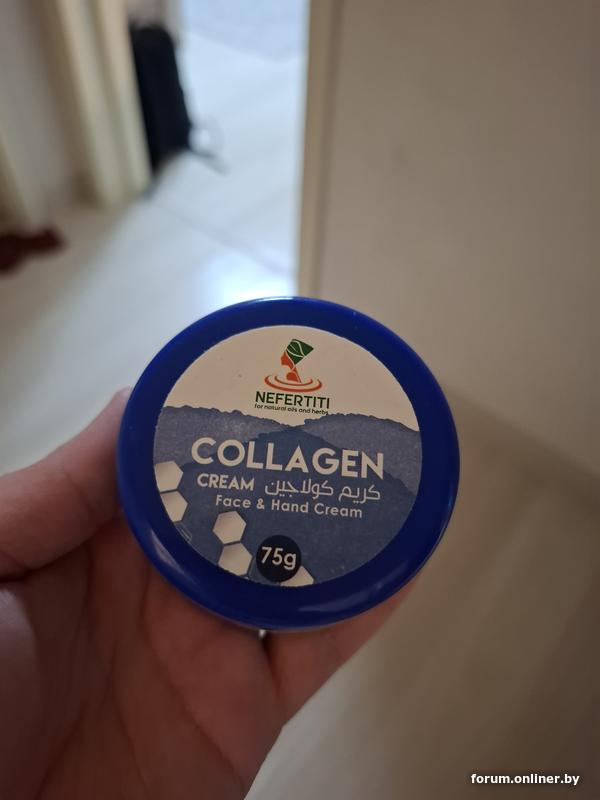 NEFERTITI
for natural oils and herbs
COLLAGEN
CREAM كريم كولاجين
Face & Hand Cream
75g
forum.onliner.by